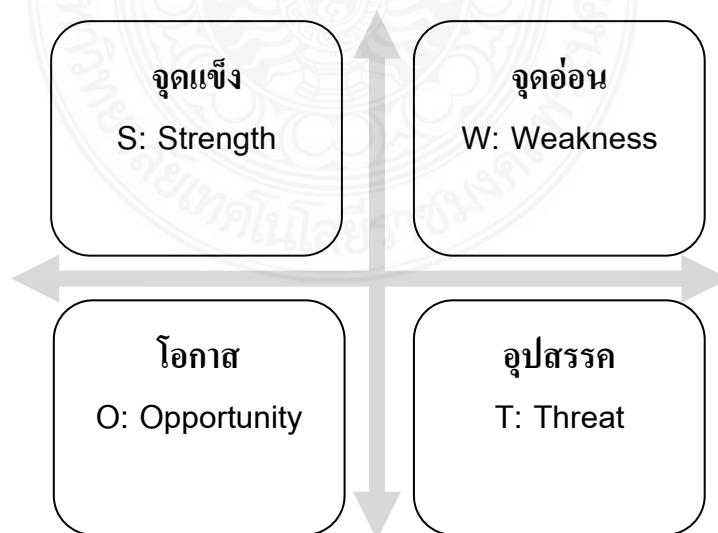 จุดแข็ง
S: Strength
จุดอ่อน
W: Weakness
โอกาส
O: Opportunity
อุปสรรค
T: Threat